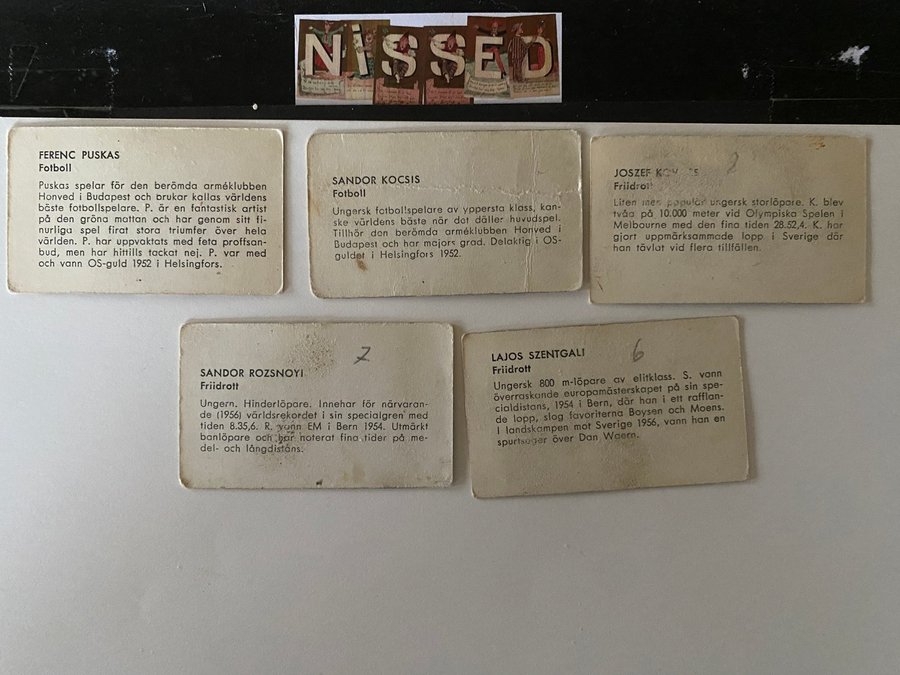 NISSED
FERENC PUSKAS
Fotboll
Puskas spelar för den berömda arméklubben
Honved i Budapest och brukar kallas världens
bäste fotbollspelare. P. är en fantastisk artist
på den gröna mattan och har genom sitt fi-
nurliga spel firat stora triumfer över hela
världen. P. har uppvaktats med feta proffsan-
bud, men har hittills tackat nej. P. var med
och vann OS-guld 1952 i Helsingfors.
SANDOR KOCSIS
Fotboll
Ungersk fotbollspelare av yppersta klass, kan-
ske världens bäste när det däller huvudspel.
Tillhör den berömda arméklubben Honved i
Budapest och har majors grad. Delaktig i OS-
guldet i Helsingfors 1952.
2
JOSZEF
Friidrott
Liten men populär ungersk storlöpare. K. blev
tvåa på 10.000 meter vid Olympiska Spelen i
Melbourne med den fina tiden 28.52,4. K. har
gjort uppmärksammade lopp i Sverige där
han tävlat vid flera tillfällen.
7
SANDOR ROZSNOYI
Friidrott
Ungern. Hinderlöpare. Innehar för närvaran-
de (1956) världsrekordet i sin specialgren med
tiden 8.35,6. R. vann EM i Bern 1954. Utmärkt
banlöpare och har noterat fina tider på me-
del- och långdistans.
6
LAJOS SZENTGALI
Friidrott
Ungersk 800 m-löpare av elitklass. S. vann
överraskande europamästerskapet på sin spe-
cialdistans, 1954 i Bern, där han i ett rafflan-
de lopp, slog favoriterna Boysen och Moens.
I landskampen mot Sverige 1956, vann han en
spurtseger över Dan Waern.